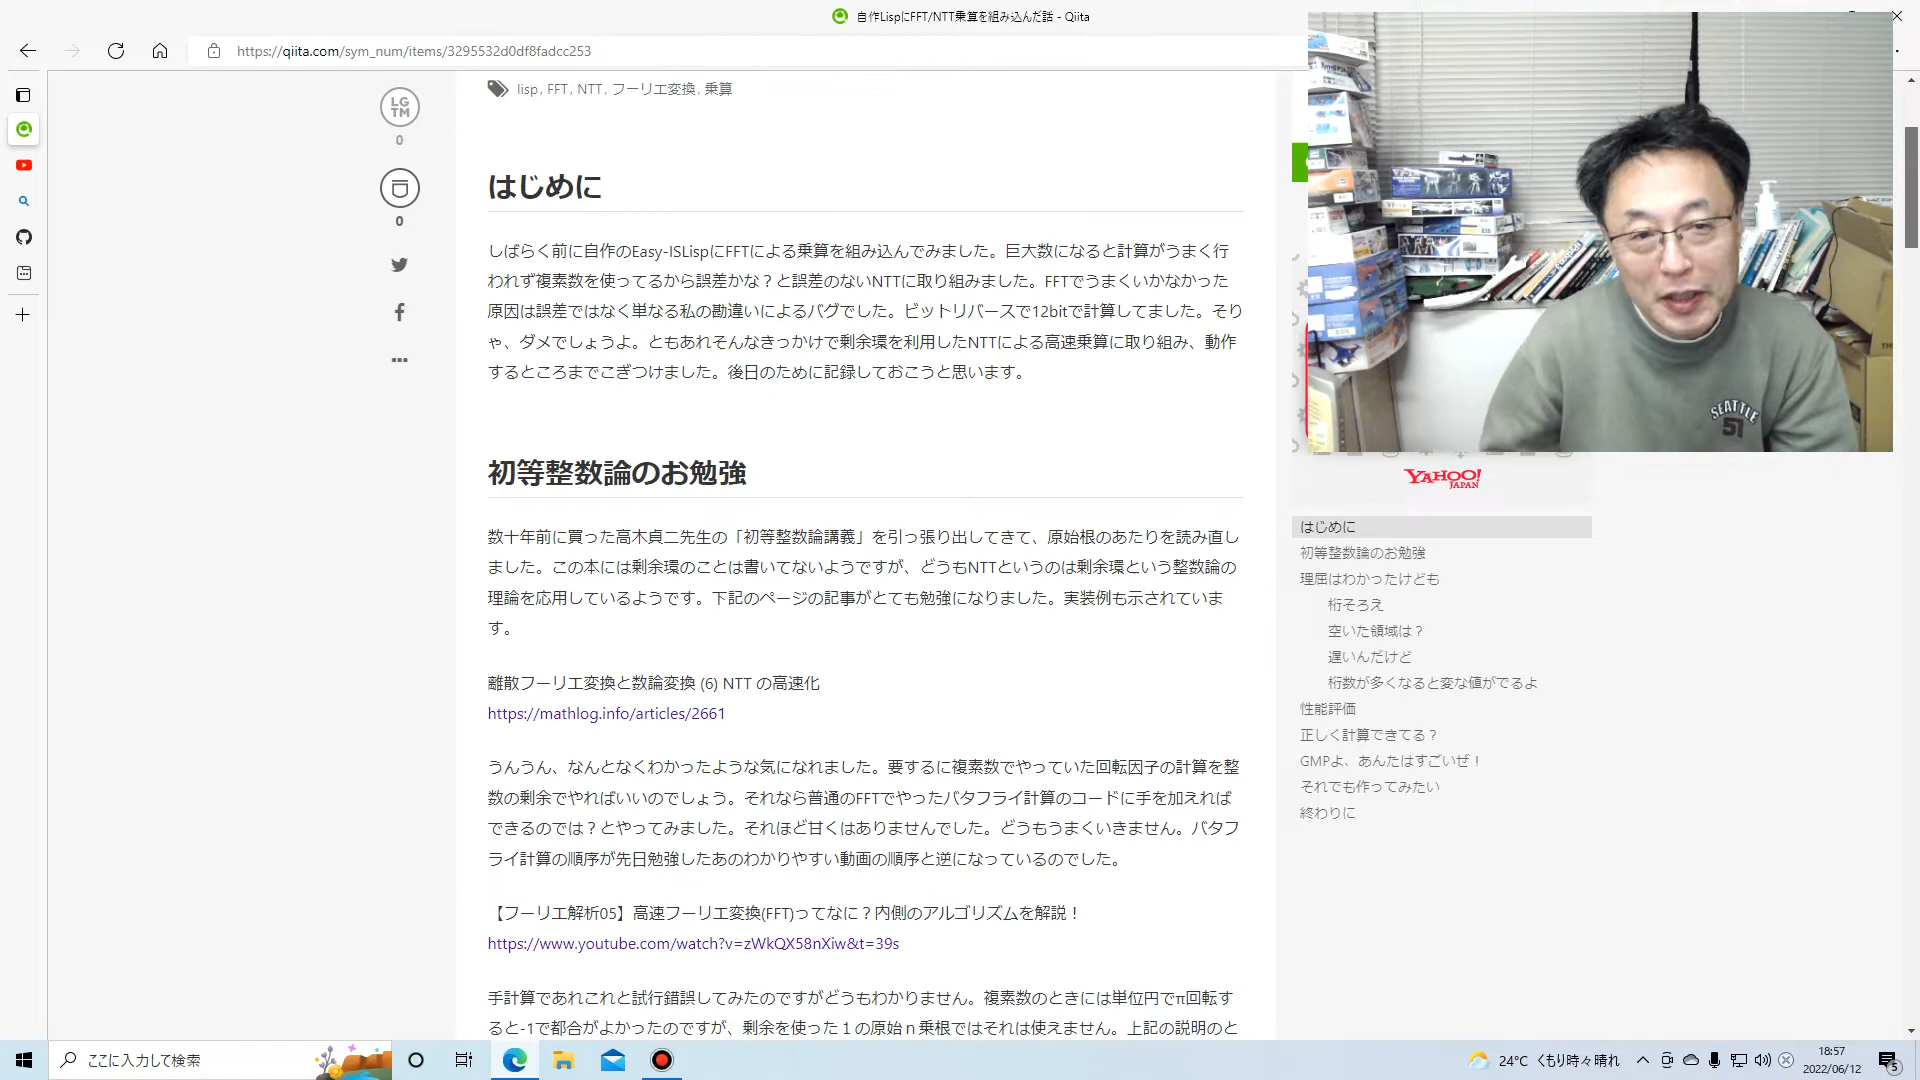 自作LispにFFT/NTT乗算を組み込んだ話 - Qiita
https://qiita.com/sym_num/items/3295532d0df8fadcc253
lisp, FFT, NTT, フーリエ変換, 乗算
LG
TM
0
0
はじめに
しばらく前に自作のEasy-ISLispにFFTによる乗算を組み込んでみました。巨大数になると計算がうまく行
われず複素数を使ってるから誤差かな？と誤差のないNTTに取り組みました。FFTでうまくいかなかった
原因は誤差ではなく単なる私の勘違いによるバグでした。ビットリバースで12bitで計算してました。そり
ゃ、ダメでしょうよ。ともあれそんなきっかけで剰余環を利用したNTTによる高速乗算に取り組み、動作
するところまでこぎつけました。後日のために記録しておこうと思います。
初等整数論のお勉強
数十年前に買った高木貞二先生の「初等整数論講義」を引っ張り出してきて、原始根のあたりを読み直し
ました。この本には剰余環のことは書いてないようですが、どうもNTTというのは剰余環という整数論の
理論を応用しているようです。下記のページの記事がとても勉強になりました。実装例も示されていま
す。
離散フーリエ変換と数論変換 (6) NTT の高速化
https://mathlog.info/articles/2661
うんうん、なんとなくわかったような気になれました。要するに複素数でやっていた回転因子の計算を整
数の剰余でやればいいのでしょう。それなら普通のFFTでやったバタフライ計算のコードに手を加えれば
できるのでは？とやってみました。それほど甘くはありませんでした。どうもうまくいきません。バタフ
ライ計算の順序が先日勉強したあのわかりやすい動画の順序と逆になっているのでした。
【フーリエ解析05】高速フーリエ変換(FFT)ってなに？内側のアルゴリズムを解説！
https://www.youtube.com/watch?v=zWkQX58nXiw&t=39s
手計算であれこれと試行錯誤してみたのですがどうもわかりません。複素数のときには単位円でπ回転す
ると-1で都合がよかったのですが、剰余を使った１の原始ｎ乗根ではそれは使えません。上記の説明のと
SEATTLE
51
YAHOO!
JAPAN
はじめに
初等整数論のお勉強
理屈はわかったけども
桁そろえ
空いた領域は？
遅いんだけど
桁数が多くなると変な値がでるよ
性能評価
正しく計算できてる？
GMPよ、あんたはすごいぜ！
それでも作ってみたい
終わりに
ここに入力して検索
24°C くもり時々晴れ
18:57
2022/06/12
5